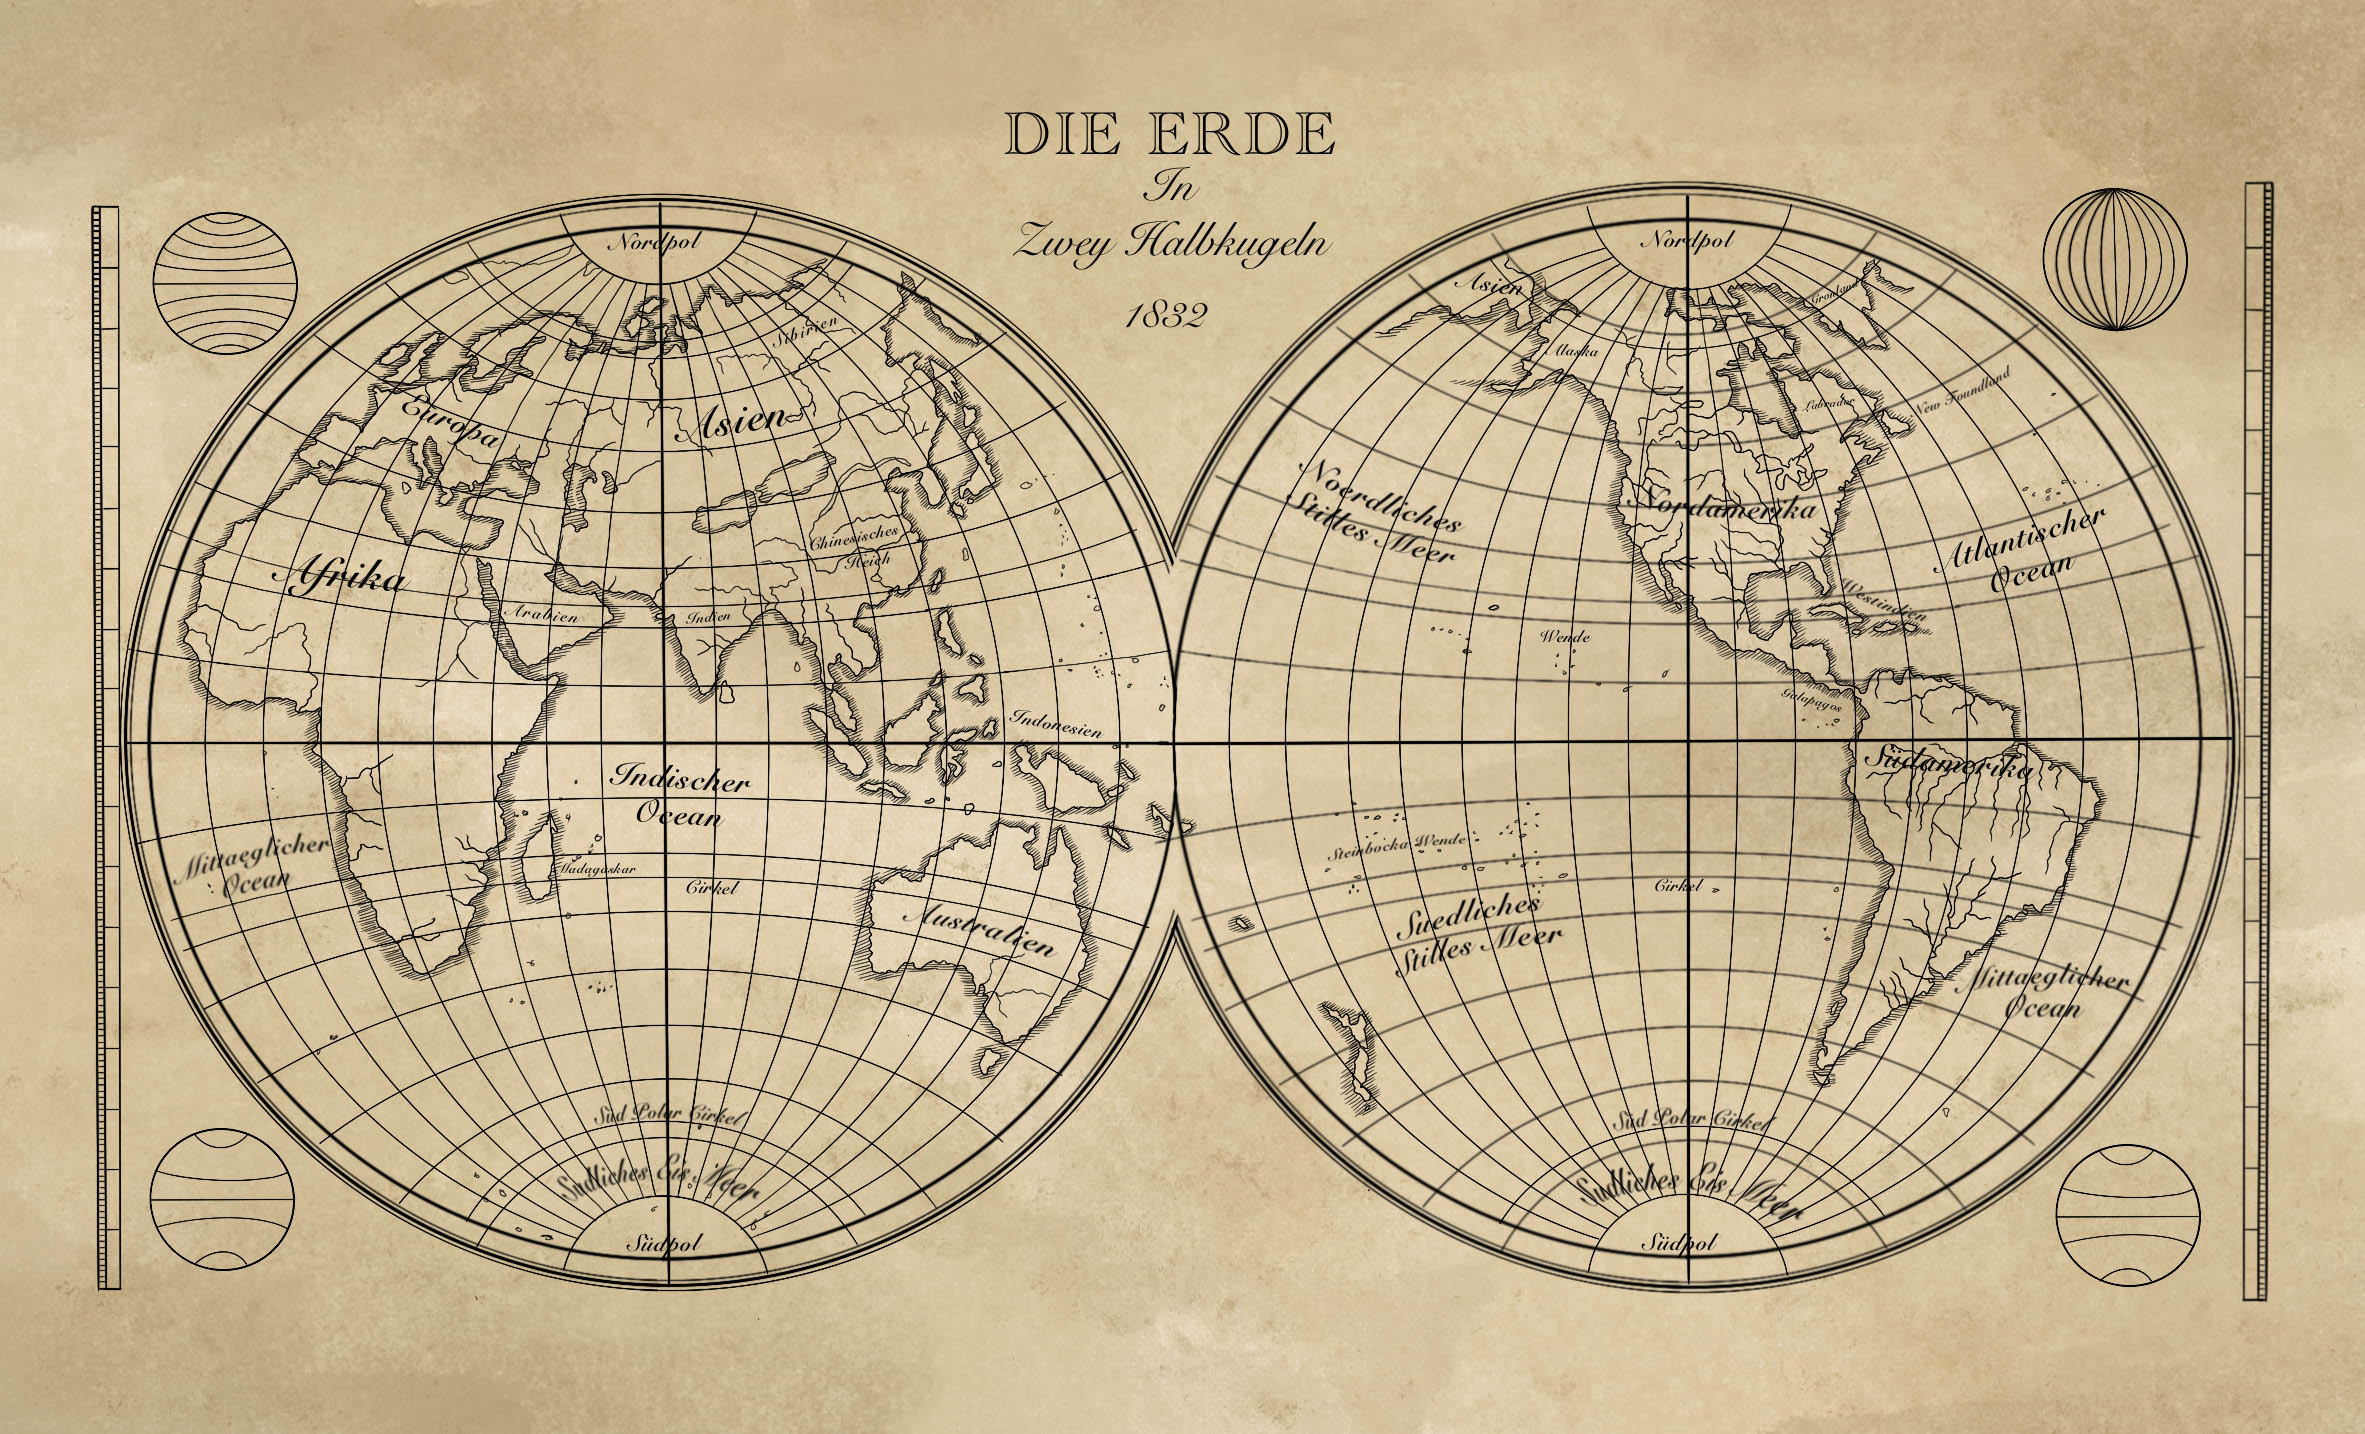 DIE ERDE
In
Zwey Halbkugeln
1832
Nordpol
Sibirien
Europa
Asien
Chinesisches
Reich
Afrika
Arabien
Indien
Indonesien
Indischer
Ocean
Mittaeglicher
Ocean
Madagaskar
Cirkel
Australien
Süd Polar Cirkel
Südliches Eis Meer
Südpol
Nordpol
Asien
Gronland
Alaska
Labrador
New Foundland
Noerdliches
Stilles Meer
Nordamerika
Atlantischer
Ocean
Westindien
Wende
Galapagos
Südamerika
Steinbocks Wende
Cirkel
Suedliches
Stilles Meer
Mittaeglicher
Ocean
Süd Polar Cirkel
Südliches Eis Meer
Südpol